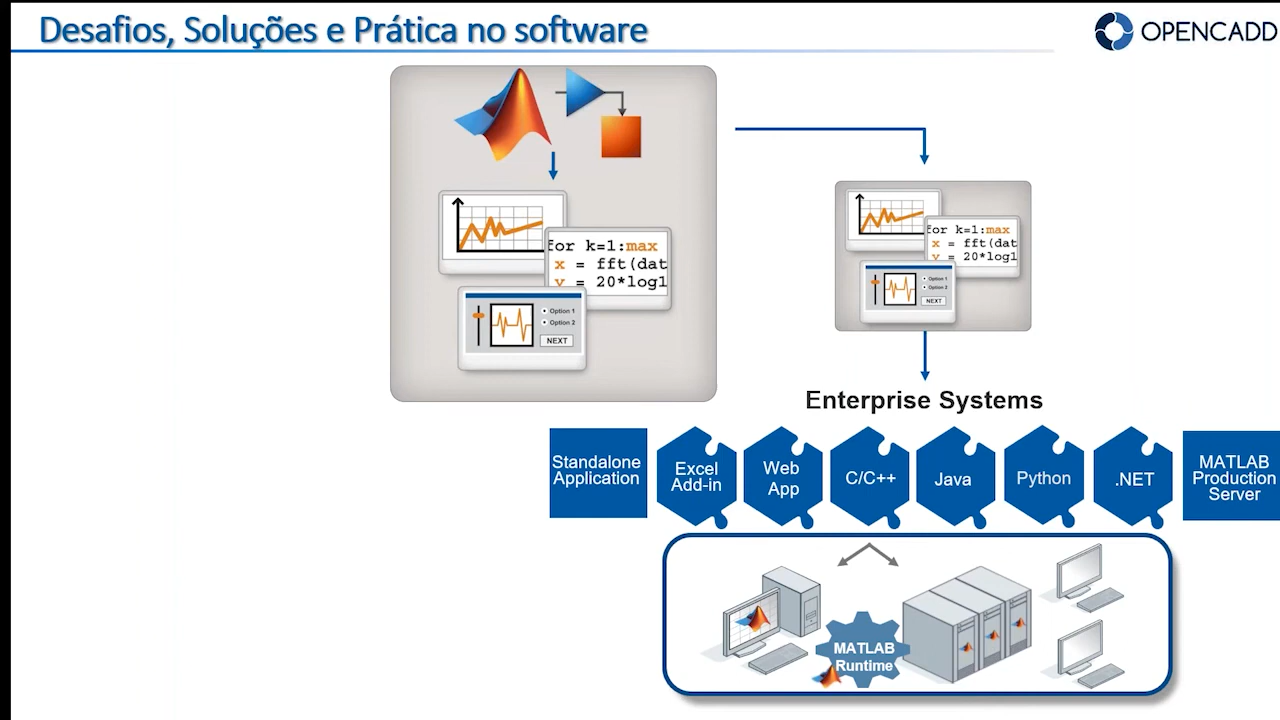 Desafios, Soluções e Prática no software
OPENCADD
for k=1:max
x = fft(dat
y = 20*log1
Option 1
Option 2
NEXT
for k=1:max
x = fft(dat
y = 20*log1
Option 1
Option 2
NEXT
Enterprise Systems
Standalone
Application
Excel
Add-in
Web
App
C/C++
Java
Python
.NET
MATLAB
Production
Server
MATLAB
Runtime